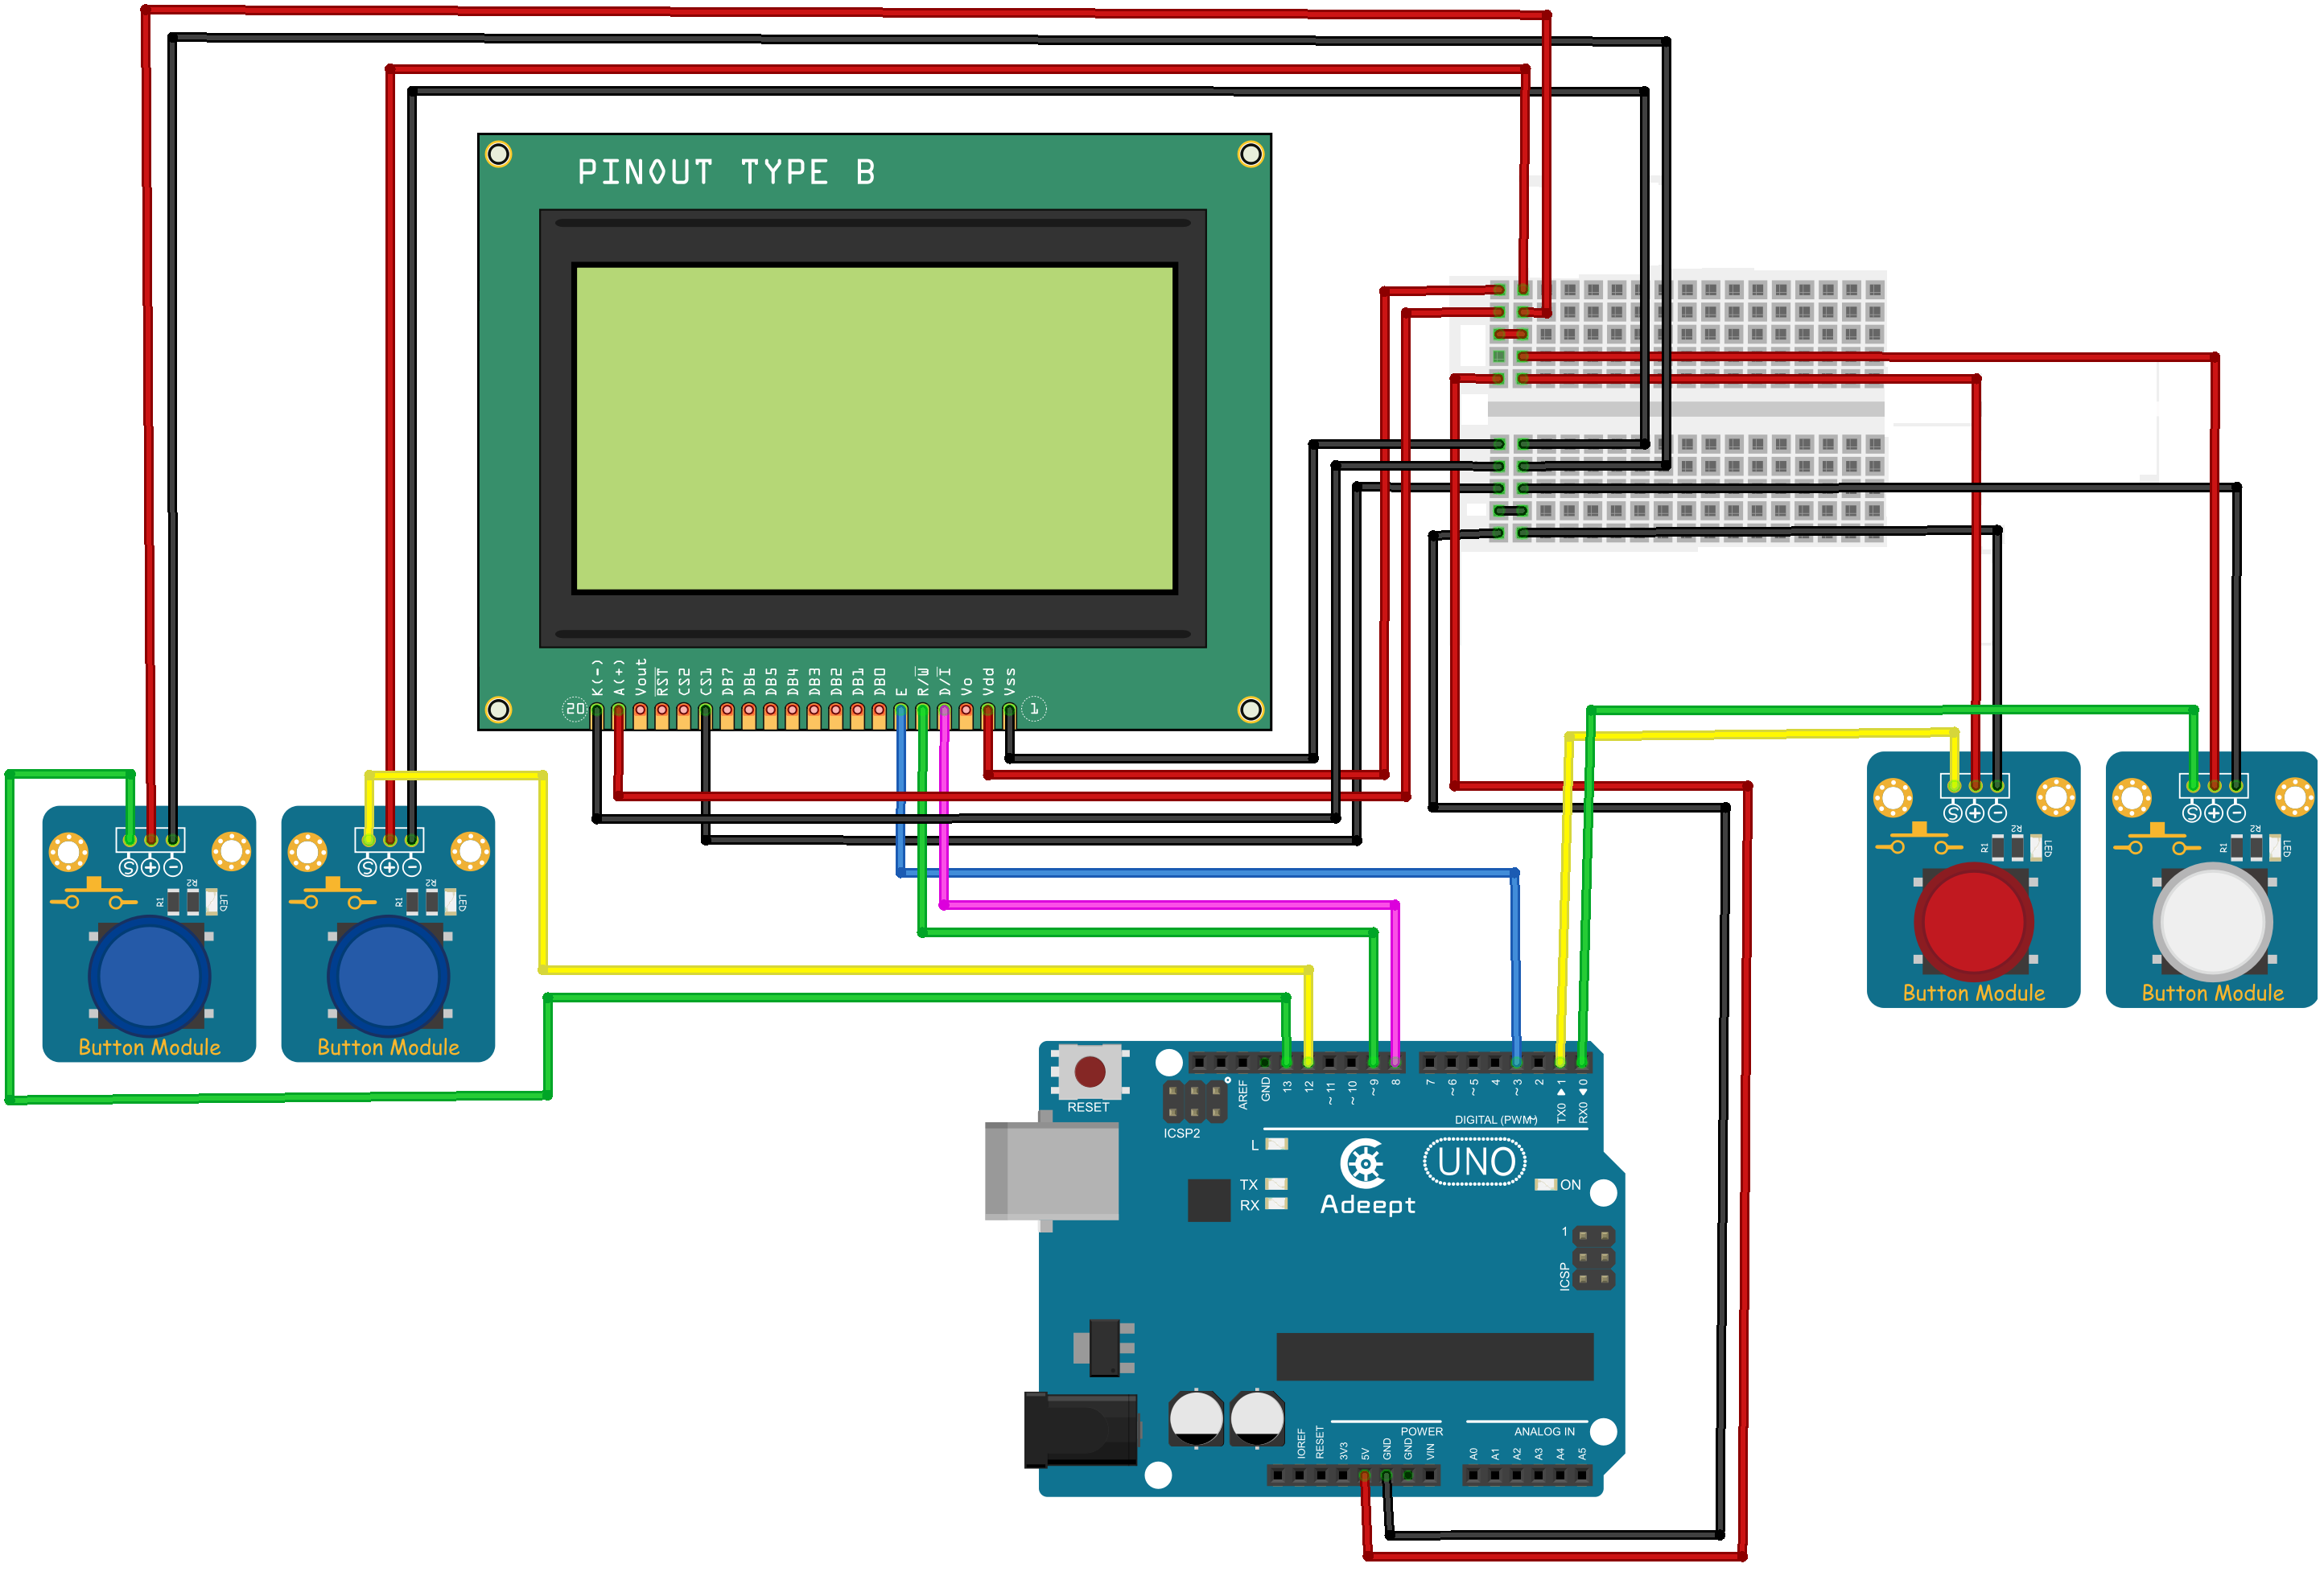 PINOUT TYPE B
20 K(-) A(+) Vout RST CS2 CS1 DB7 DB6 DB5 DB4 DB3 DB2 DB1 DB0 E R/W D/I Vo Vdd Vss 1
S + -
R1 R2 LED
Button Module
S + -
R1 R2 LED
Button Module
S + -
R1 R2 LED
Button Module
S + -
R1 R2 LED
Button Module
RESET
ICSP2
AREF GND 13 12 ~11 ~10 ~9 8 7 ~6 ~5 4 ~3 2 TX0 ▶ 1 RX0 ◀ 0
DIGITAL (PWM~)
L
TX
RX
UNO
Adeept
ON
1
ICSP
POWER
ANALOG IN
IOREF RESET 3V3 5V GND GND VIN A0 A1 A2 A3 A4 A5